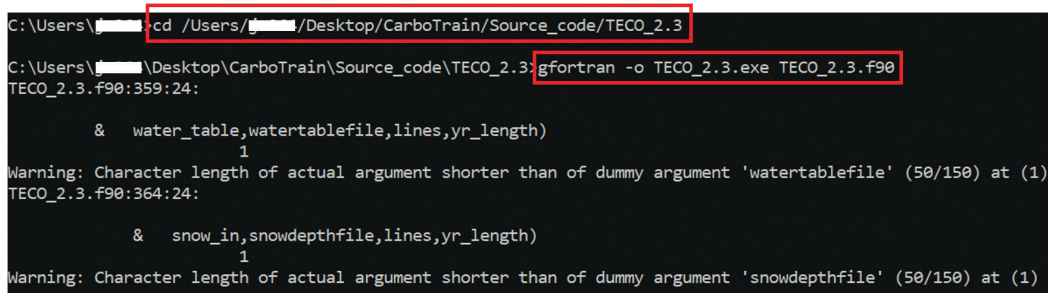 C:\Users\>cd /Users/ /Desktop/CarboTrain/Source_code/TECO_2.3
C:\Users\ \Desktop\CarboTrain\Source_code\TECO_2.3>gfortran -o TECO_2.3.exe TECO_2.3.f90
TECO_2.3.f90:359:24:
& water_table,watertablefile,lines,yr_length)
1
Warning: Character length of actual argument shorter than of dummy argument 'watertablefile' (50/150) at (1)
TECO_2.3.f90:364:24:
& snow_in,snowdepthfile,lines,yr_length)
1
Warning: Character length of actual argument shorter than of dummy argument 'snowdepthfile' (50/150) at (1)